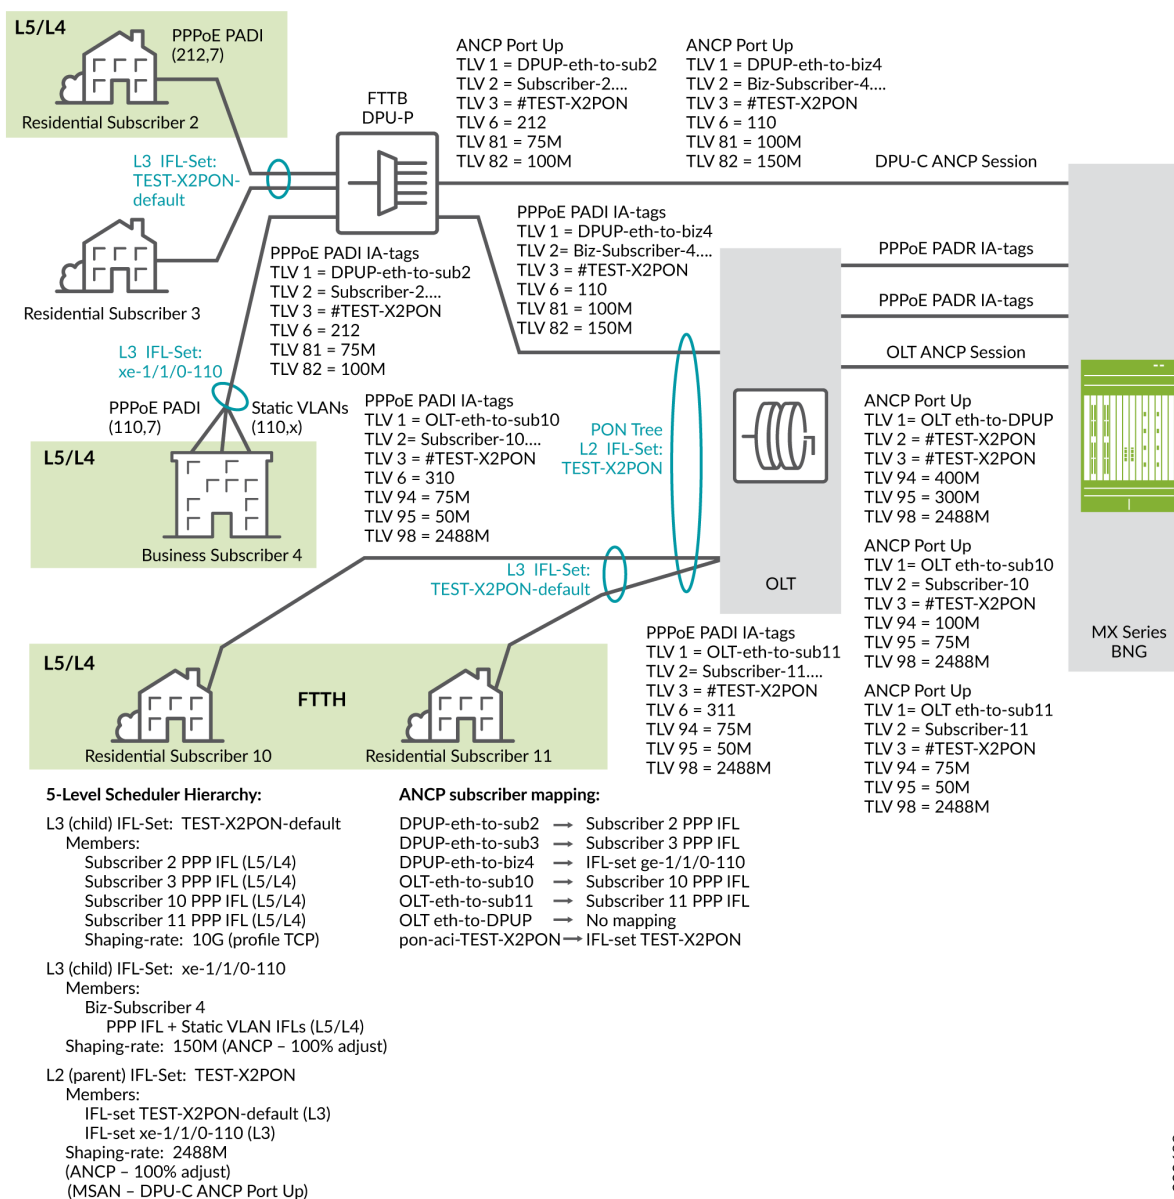 L5/L4
PPPoE PADI
(212,7)
Residential Subscriber 2
FTTB
DPU-P
ANCP Port Up
TLV 1 = DPUP-eth-to-sub2
TLV 2 = Subscriber-2....
TLV 3 = #TEST-X2PON
TLV 6 = 212
TLV 81 = 75M
TLV 82 = 100M
ANCP Port Up
TLV 1 = DPUP-eth-to-biz4
TLV 2 = Biz-Subscriber-4....
TLV 3 = #TEST-X2PON
TLV 6 = 110
TLV 81 = 100M
TLV 82 = 150M
DPU-C ANCP Session
L3 IFL-Set:
TEST-X2PON-
default
Residential Subscriber 3
PPPoE PADI IA-tags
TLV 1 = DPUP-eth-to-sub2
TLV 2 = Subscriber-2....
TLV 3 = #TEST-X2PON
TLV 6 = 212
TLV 81 = 75M
TLV 82 = 100M
PPPoE PADI IA-tags
TLV 1 = DPUP-eth-to-biz4
TLV 2= Biz-Subscriber-4....
TLV 3 = #TEST-X2PON
TLV 6 = 110
TLV 81 = 100M
TLV 82 = 150M
PPPoE PADR IA-tags
PPPoE PADR IA-tags
OLT ANCP Session
L3 IFL-Set:
xe-1/1/0-110
PPPoE PADI
(110,7)
Static VLANs
(110,x)
L5/L4
Business Subscriber 4
PPPoE PADI IA-tags
TLV 1 = OLT-eth-to-sub10
TLV 2= Subscriber-10....
TLV 3 = #TEST-X2PON
TLV 6 = 310
TLV 94 = 75M
TLV 95 = 50M
TLV 98 = 2488M
PON Tree
L2 IFL-Set:
TEST-X2PON
L3 IFL-Set:
TEST-X2PON-default
OLT
ANCP Port Up
TLV 1= OLT eth-to-DPUP
TLV 2 = #TEST-X2PON
TLV 3 = #TEST-X2PON
TLV 94 = 400M
TLV 95 = 300M
TLV 98 = 2488M
ANCP Port Up
TLV 1= OLT eth-to-sub10
TLV 2 = Subscriber-10
TLV 3 = #TEST-X2PON
TLV 94 = 100M
TLV 95 = 75M
TLV 98 = 2488M
ANCP Port Up
TLV 1= OLT eth-to-sub11
TLV 2 = Subscriber-11
TLV 3 = #TEST-X2PON
TLV 94 = 75M
TLV 95 = 50M
TLV 98 = 2488M
MX Series
BNG
L5/L4
FTTH
Residential Subscriber 10
Residential Subscriber 11
PPPoE PADI IA-tags
TLV 1 = OLT-eth-to-sub11
TLV 2= Subscriber-11....
TLV 3 = #TEST-X2PON
TLV 6 = 311
TLV 94 = 75M
TLV 95 = 50M
TLV 98 = 2488M
5-Level Scheduler Hierarchy:
L3 (child) IFL-Set: TEST-X2PON-default
Members:
Subscriber 2 PPP IFL (L5/L4)
Subscriber 3 PPP IFL (L5/L4)
Subscriber 10 PPP IFL (L5/L4)
Subscriber 11 PPP IFL (L5/L4)
Shaping-rate: 10G (profile TCP)
L3 (child) IFL-Set: xe-1/1/0-110
Members:
Biz-Subscriber 4
PPP IFL + Static VLAN IFLs (L5/L4)
Shaping-rate: 150M (ANCP – 100% adjust)
L2 (parent) IFL-Set: TEST-X2PON
Members:
IFL-set TEST-X2PON-default (L3)
IFL-set xe-1/1/0-110 (L3)
Shaping-rate: 2488M
(ANCP – 100% adjust)
(MSAN – DPU-C ANCP Port Up)
ANCP subscriber mapping:
DPUP-eth-to-sub2 → Subscriber 2 PPP IFL
DPUP-eth-to-sub3 → Subscriber 3 PPP IFL
DPUP-eth-to-biz4 → IFL-set ge-1/1/0-110
OLT-eth-to-sub10 → Subscriber 10 PPP IFL
OLT-eth-to-sub11 → Subscriber 11 PPP IFL
OLT eth-to-DPUP → No mapping
pon-aci-TEST-X2PON → IFL-set TEST-X2PON